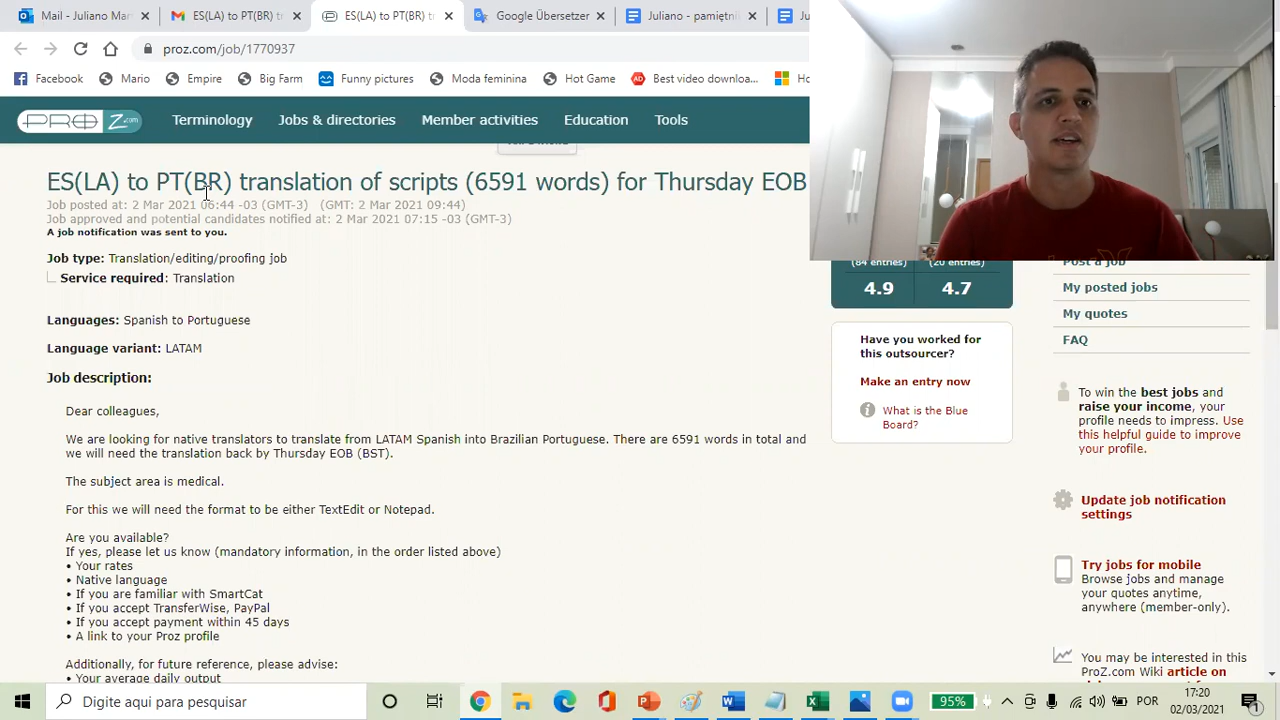 Mail - Juliano Mar
ES(LA) to PT(BR) t
ES(LA) to PT(BR) tr
Google Übersetzer
Juliano - pamiętni
Ju
proz.com/job/1770937
Facebook
Mario
Empire
Big Farm
Funny pictures
Moda feminina
Hot Game
Best video downloa...
Ho
PROZ.com
Terminology
Jobs & directories
Member activities
Education
Tools
ES(LA) to PT(BR) translation of scripts (6591 words) for Thursday EOB
Job posted at: 2 Mar 2021 06:44 -03 (GMT-3) (GMT: 2 Mar 2021 09:44)
Job approved and potential candidates notified at: 2 Mar 2021 07:15 -03 (GMT-3)
A job notification was sent to you.
Job type: Translation/editing/proofing job
Service required: Translation
Languages: Spanish to Portuguese
Language variant: LATAM
Job description:
Dear colleagues,
We are looking for native translators to translate from LATAM Spanish into Brazilian Portuguese. There are 6591 words in total and
we will need the translation back by Thursday EOB (BST).
The subject area is medical.
For this we will need the format to be either TextEdit or Notepad.
Are you available?
If yes, please let us know (mandatory information, in the order listed above)
• Your rates
• Native language
• If you are familiar with SmartCat
• If you accept TransferWise, PayPal
• If you accept payment within 45 days
• A link to your Proz profile
Additionally, for future reference, please advise:
• Your average daily output
(84 entries)
(20 entries)
4.9
4.7
Have you worked for
this outsourcer?
Make an entry now
What is the Blue
Board?
Post a job
My posted jobs
My quotes
FAQ
To win the best jobs and
raise your income, your
profile needs to impress. Use
this helpful guide to improve
your profile.
Update job notification
settings
Try jobs for mobile
Browse jobs and manage
your quotes anytime,
anywhere (member-only).
You may be interested in this
ProZ.com Wiki article on
Digite aqui para pesquisar
95%
POR
17:20
02/03/2021
1